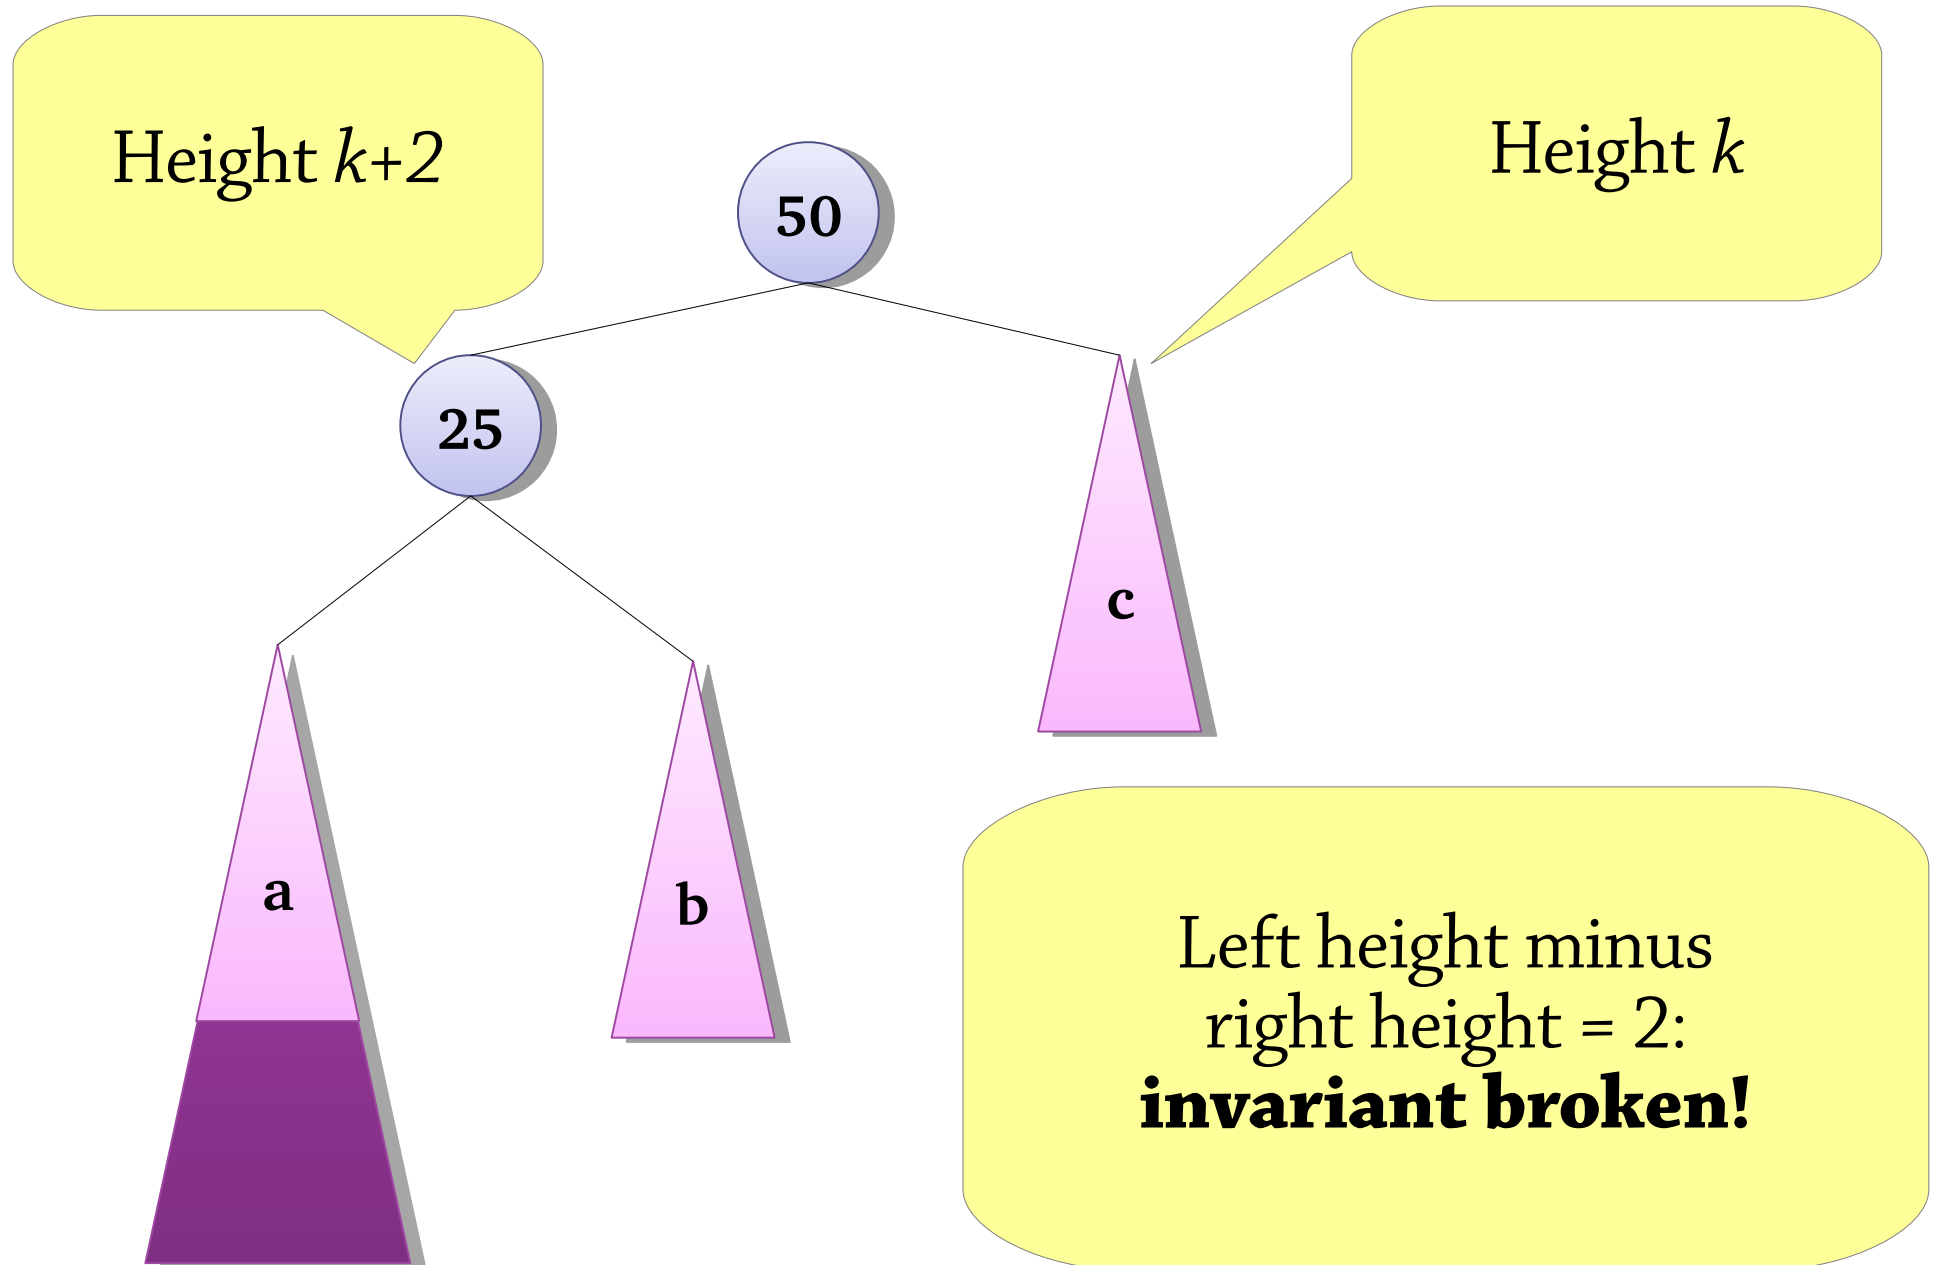 Height k+2
Height k
50
25
c
a
b
Left height minus
right height = 2:
invariant broken!